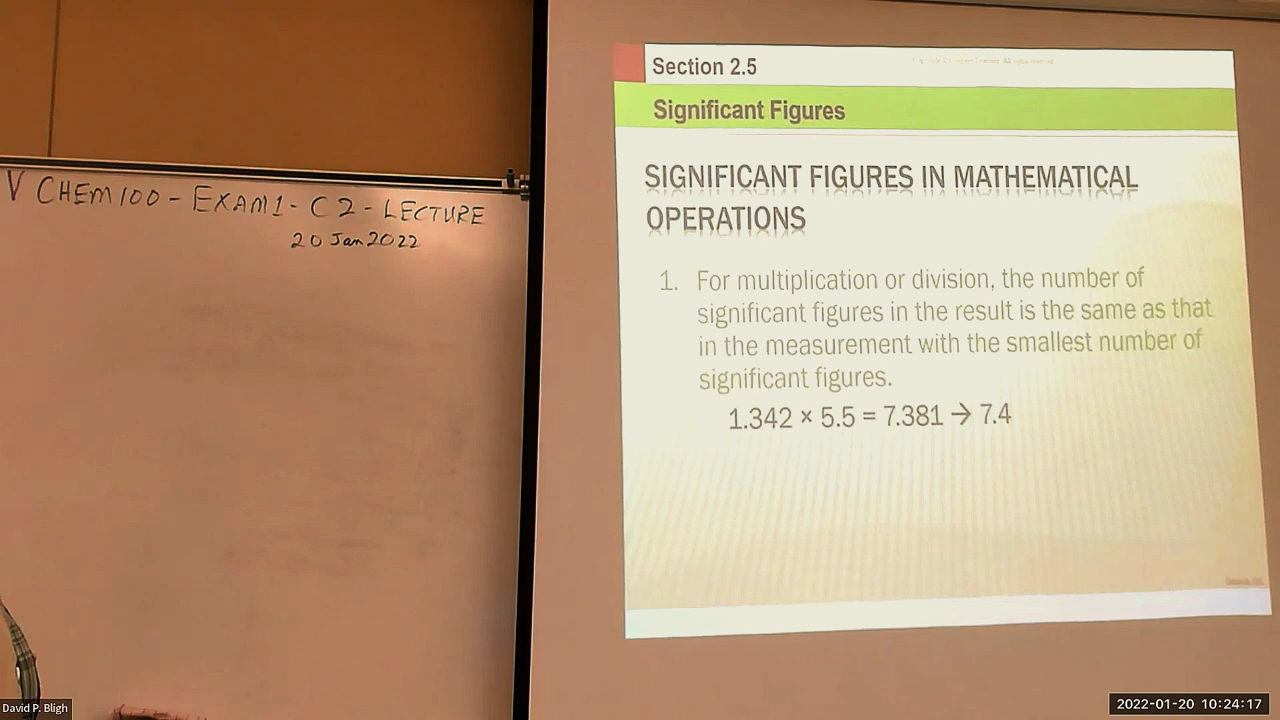 V CHEM 100 - EXAM 1 - C 2 - LECTURE
20 Jan 2022
Section 2.5
Significant Figures
SIGNIFICANT FIGURES IN MATHEMATICAL
OPERATIONS
1. For multiplication or division, the number of
significant figures in the result is the same as that
in the measurement with the smallest number of
significant figures.
1.342 × 5.5 = 7.381 → 7.4
David P. Bligh
2022-01-20 10:24:17